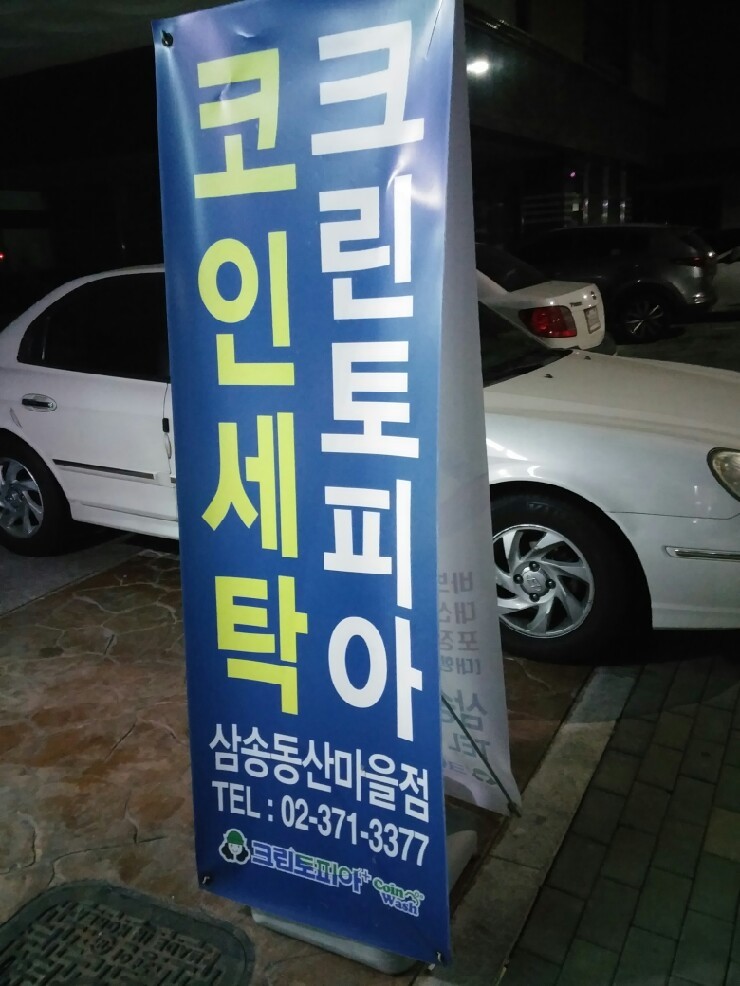 크린토피아
코인세탁
삼송동산마을점
TEL : 02-371-3377
크린토피아+ Coin Wash